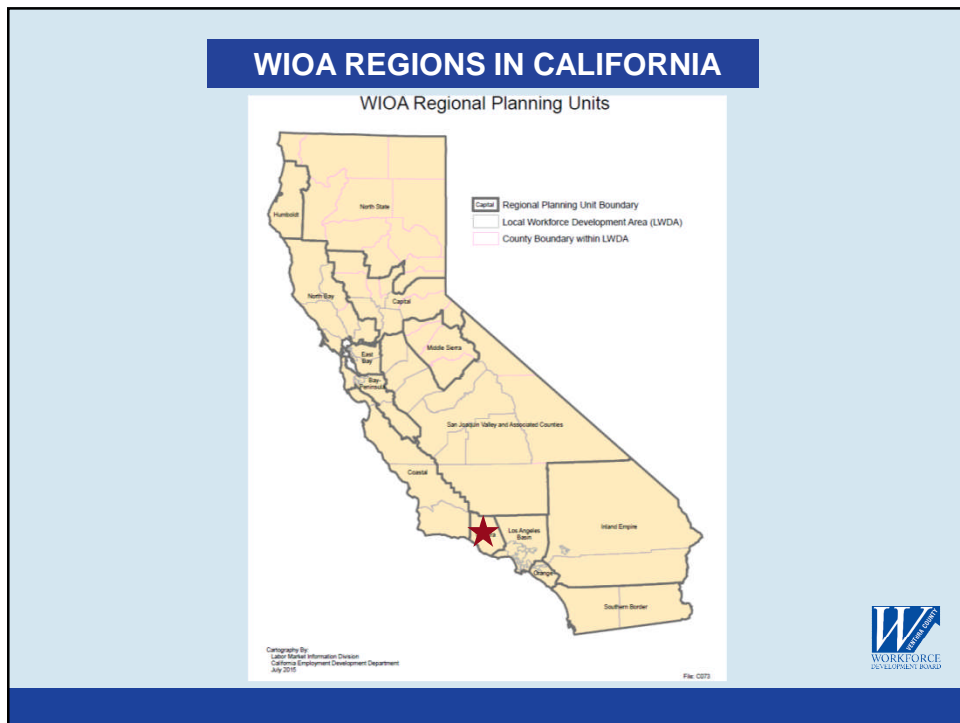 WIOA REGIONS IN CALIFORNIA
WIOA Regional Planning Units
Capital Regional Planning Unit Boundary
Local Workforce Development Area (LWDA)
County Boundary within LWDA
Humboldt
North State
North Bay
Capital
Middle Sierra
East
Bay
Bay-
Peninsula
San Joaquin Valley and Associated Counties
Coastal
Los Angeles
Basin
Inland Empire
Orange
Southern Border
Cartography By:
Labor Market Information Division
California Employment Development Department
July 2015
File: C073
W
VENTURA COUNTY
WORKFORCE
DEVELOPMENT BOARD